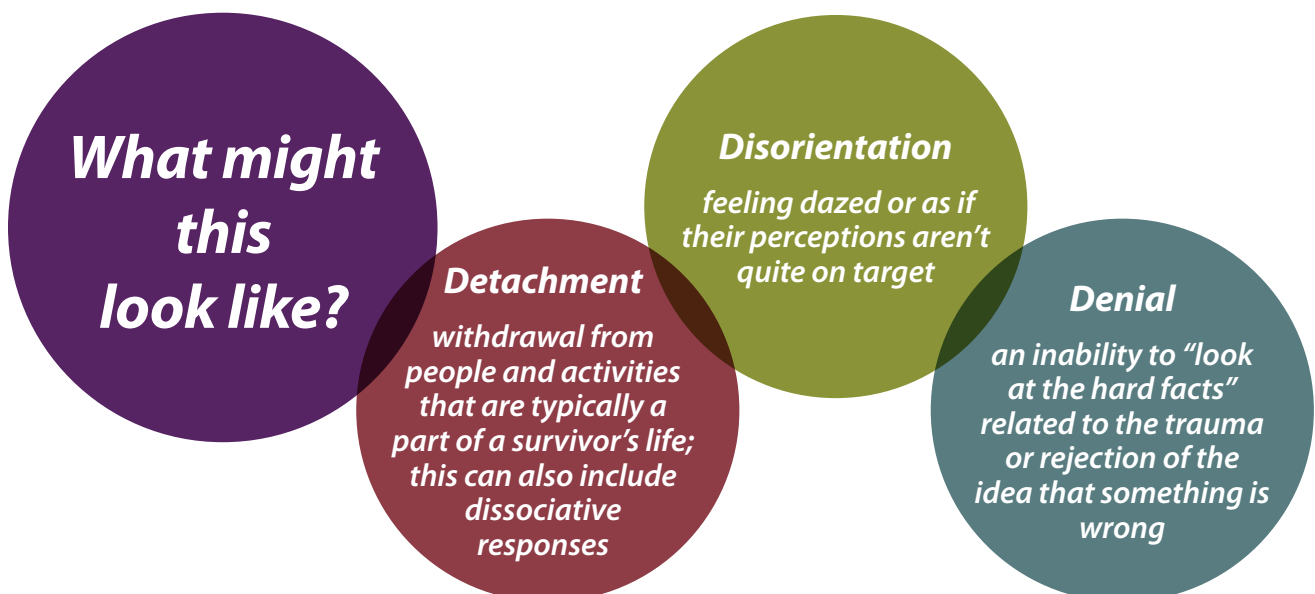 What might
this
look like?
Detachment
withdrawal from
people and activities
that are typically a
part of a survivor’s life;
this can also include
dissociative
responses
Disorientation
feeling dazed or as if
their perceptions aren’t
quite on target
Denial
an inability to “look
at the hard facts”
related to the trauma
or rejection of the
idea that something is
wrong